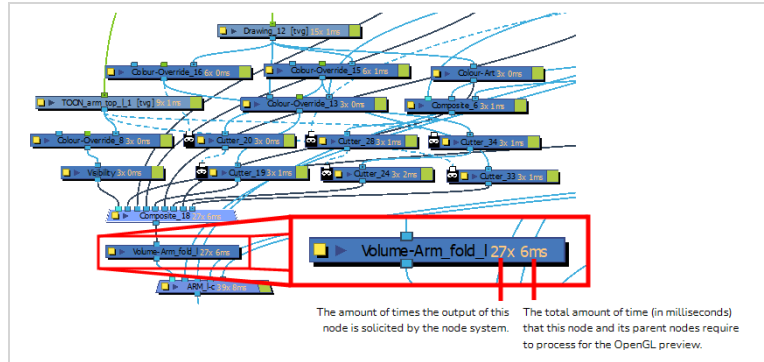 Drawing_12 [tvg] 15x 1ms
Colour-Override_16 6x 0ms
Colour-Override_15 6x 1ms
Colour-Art 3x 0ms
TOON_arm_top_l_1 [tvg] 9x 1ms
Colour-Override_13 3x 0ms
Composite_6 3x 1ms
Colour-Override_8 3x 0ms
Cutter_20 3x 0ms
Cutter_28 3x 1ms
Cutter_34 3x 1ms
Visibility 3x 0ms
Cutter_19 3x 1ms
Cutter_24 3x 2ms
Cutter_33 3x 1ms
Composite_18 27x 6ms
Volume-Arm_fold_l 27x 6ms
Volume-Arm_fold_l 27x 6ms
ARM_l-c 39x 8ms
The amount of times the output of this
node is solicited by the node system.
The total amount of time (in milliseconds)
that this node and its parent nodes require
to process for the OpenGL preview.